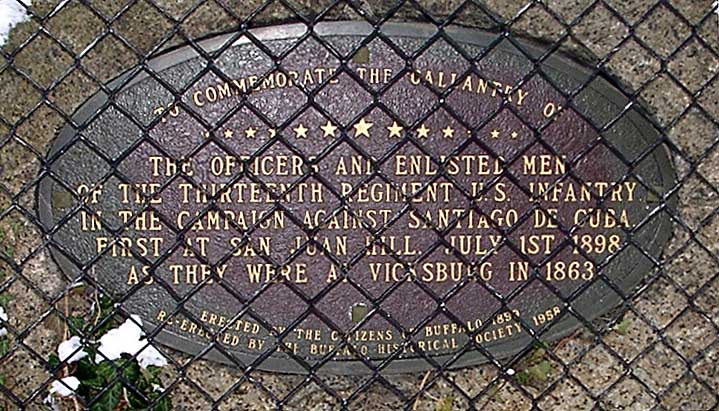 TO COMMEMORATE THE GALLANTRY OF
THE OFFICERS AND ENLISTED MEN
OF THE THIRTEENTH REGIMENT U.S. INFANTRY
IN THE CAMPAIGN AGAINST SANTIAGO DE CUBA
FIRST AT SAN JUAN HILL, JULY 1ST 1898
AS THEY WERE AT VICKSBURG IN 1863
ERECTED BY THE CITIZENS OF BUFFALO 1899
RE-ERECTED BY THE BUFFALO HISTORICAL SOCIETY 1958